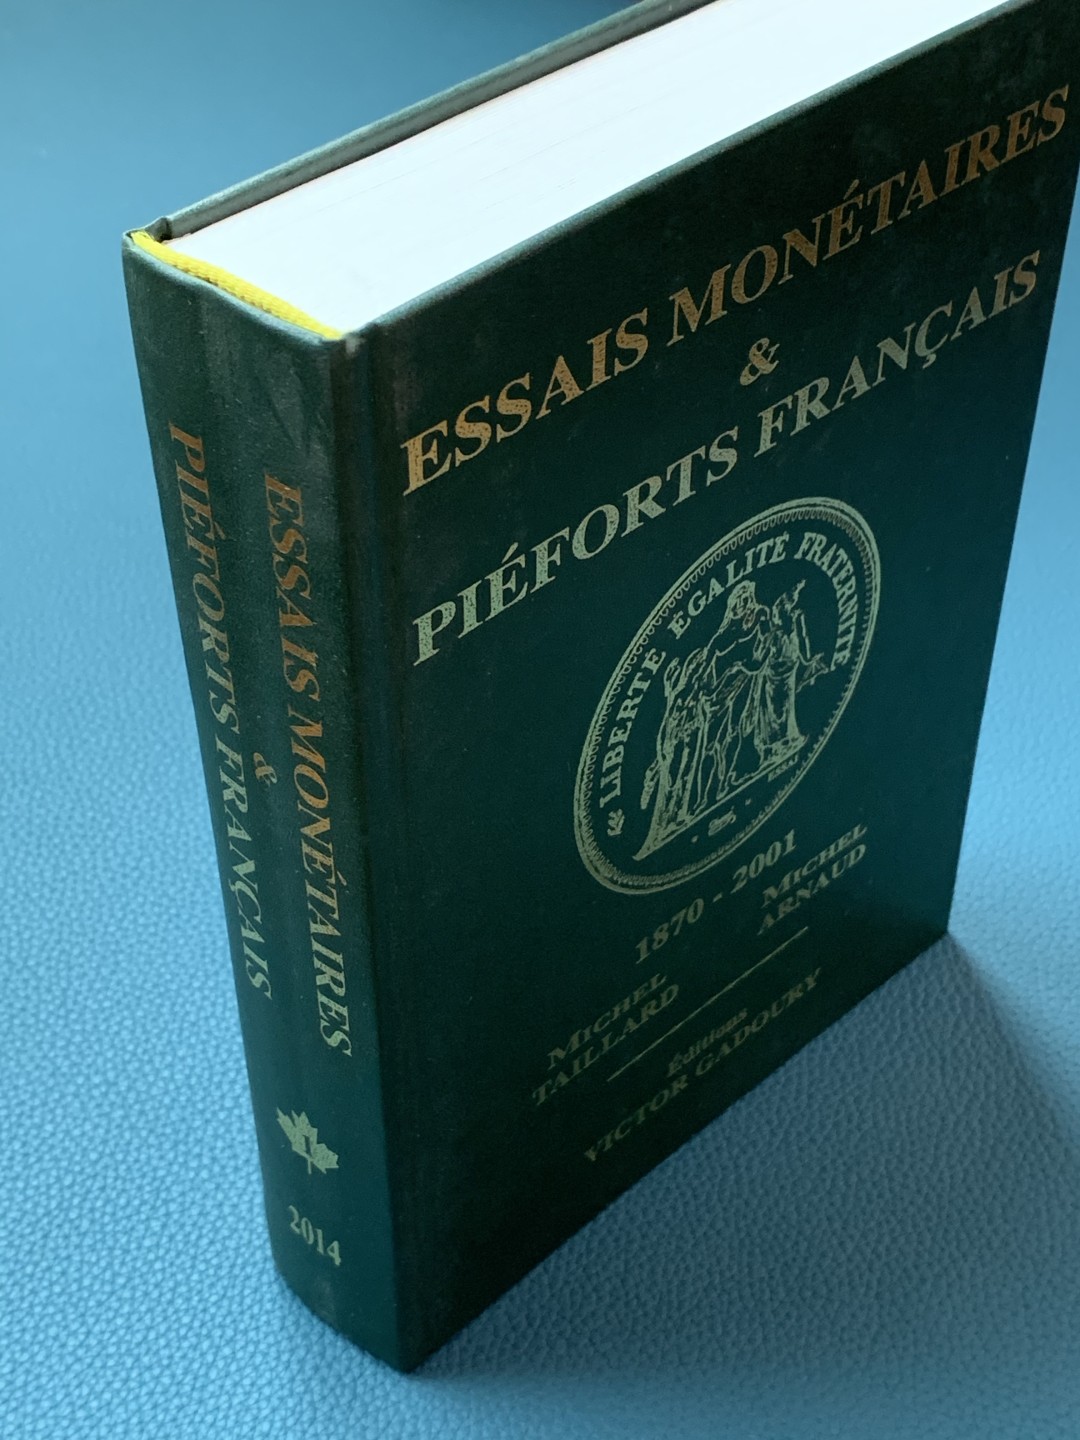 ESSAIS MONÉTAIRES
&
PIÉFORTS FRANÇAIS
LIBERTÉ ÉGALITÉ FRATERNITÉ
ESSAI
1870 - 2001
MICHEL
TAILLARD
MICHEL
ARNAUD
Éditions
VICTOR GADOURY
ESSAIS MONÉTAIRES
&
PIÉFORTS FRANÇAIS
2014